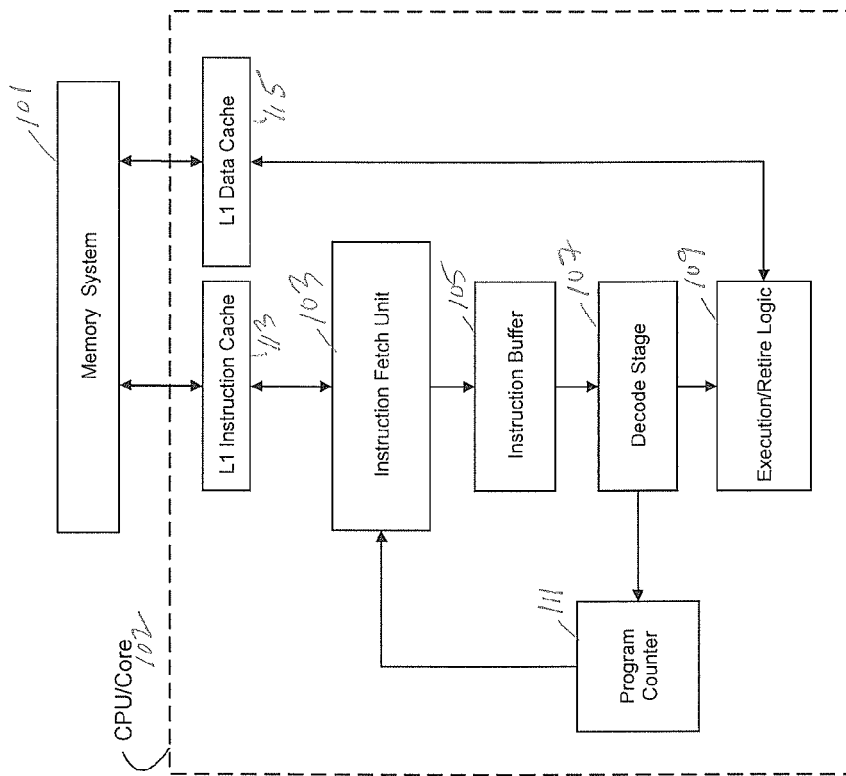 101
Memory System
CPU/Core
102
L1 Instruction Cache
113
L1 Data Cache
115
103
Instruction Fetch Unit
105
Instruction Buffer
107
Decode Stage
109
Execution/Retire Logic
111
Program
Counter